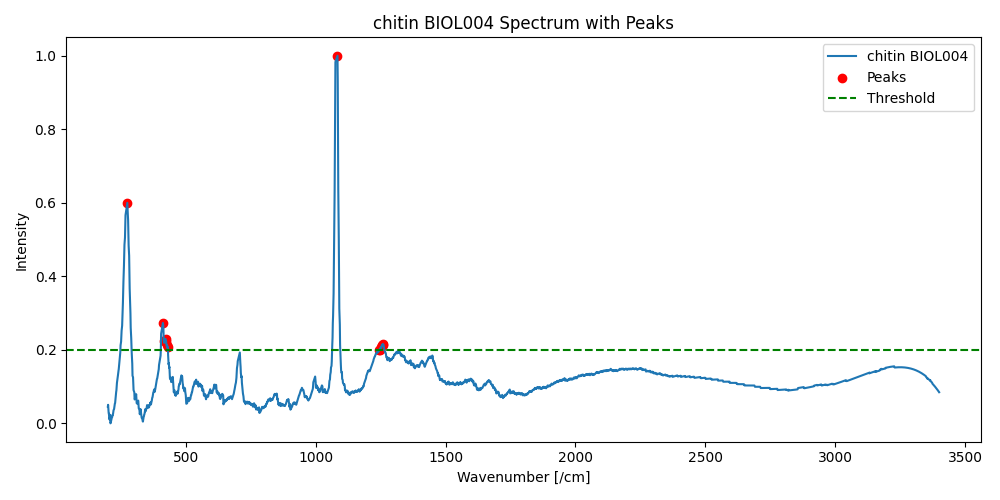 chitin BIOL004 Spectrum with Peaks
chitin BIOL004
Peaks
Threshold
Intensity
1.0
0.8
0.6
0.4
0.2
0.0
500
1000
1500
2000
2500
3000
3500
Wavenumber [/cm]